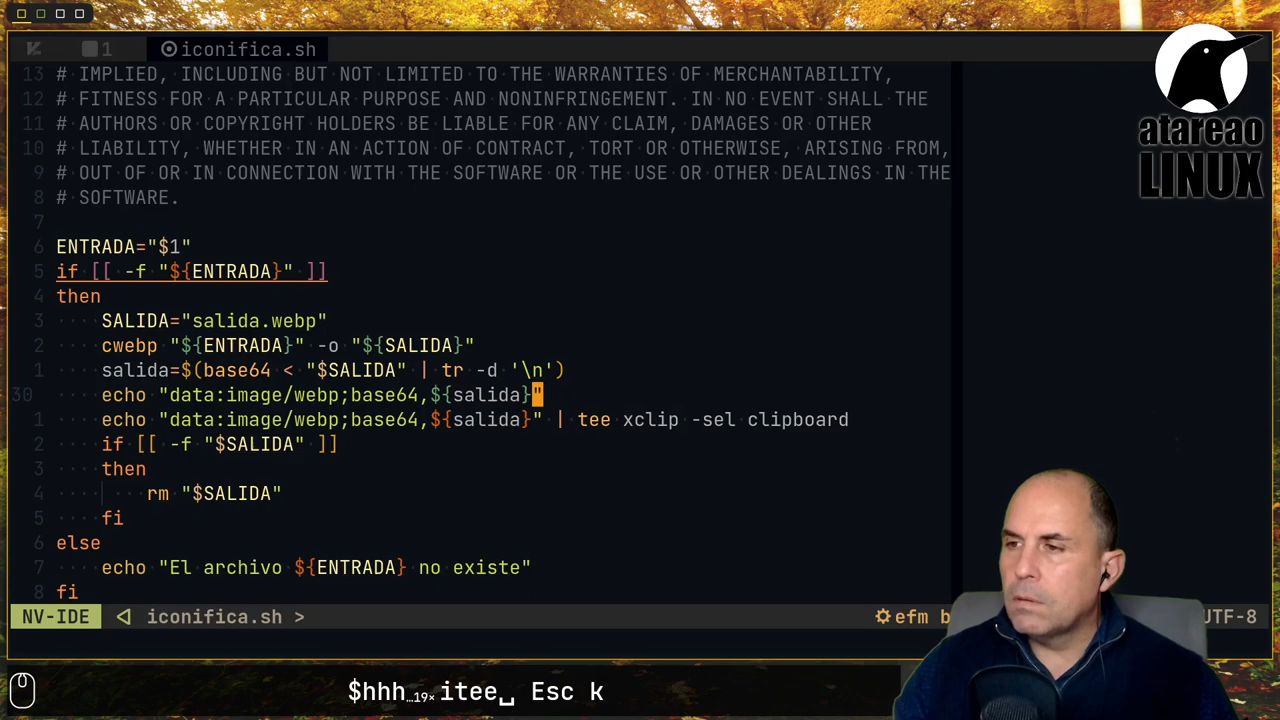 1
iconifica.sh
atareao
LINUX
13 # IMPLIED, INCLUDING BUT NOT LIMITED TO THE WARRANTIES OF MERCHANTABILITY,
12 # FITNESS FOR A PARTICULAR PURPOSE AND NONINFRINGEMENT. IN NO EVENT SHALL THE
11 # AUTHORS OR COPYRIGHT HOLDERS BE LIABLE FOR ANY CLAIM, DAMAGES OR OTHER
10 # LIABILITY, WHETHER IN AN ACTION OF CONTRACT, TORT OR OTHERWISE, ARISING FROM,
9 # OUT OF OR IN CONNECTION WITH THE SOFTWARE OR THE USE OR OTHER DEALINGS IN THE
8 # SOFTWARE.
7
6 ENTRADA="$1"
5 if [[ -f "${ENTRADA}" ]]
4 then
3 SALIDA="salida.webp"
2 cwebp "${ENTRADA}" -o "${SALIDA}"
1 salida=$(base64 < "$SALIDA" | tr -d '\n')
30 echo "data:image/webp;base64,${salida}"
1 echo "data:image/webp;base64,${salida}" | tee xclip -sel clipboard
2 if [[ -f "$SALIDA" ]]
3 then
4 rm "$SALIDA"
5 fi
6 else
7 echo "El archivo ${ENTRADA} no existe"
8 fi
NV-IDE iconifica.sh > efm b UTF-8
$hhh…19×itee␣ Esc k